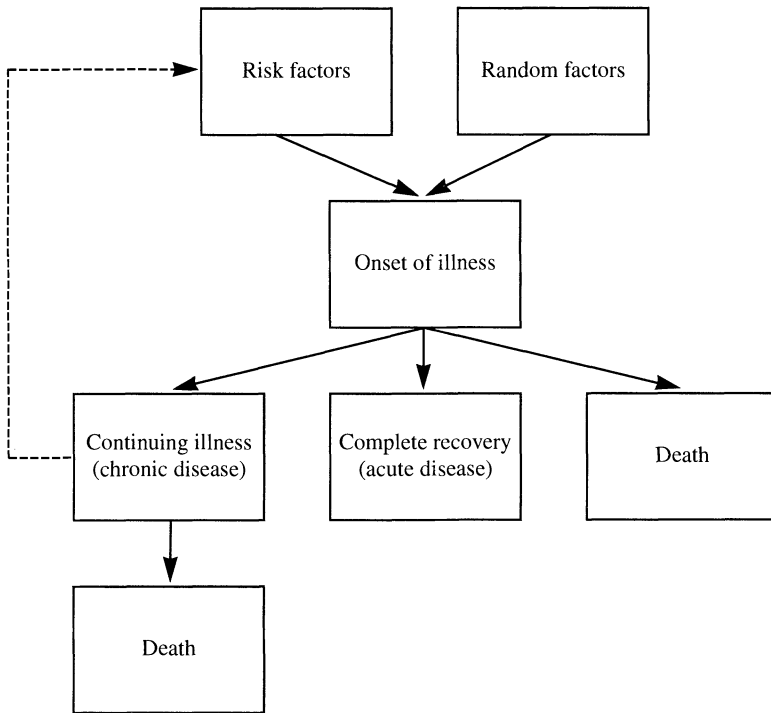 Risk factors
Random factors
Onset of illness
Continuing illness
(chronic disease)
Complete recovery
(acute disease)
Death
Death